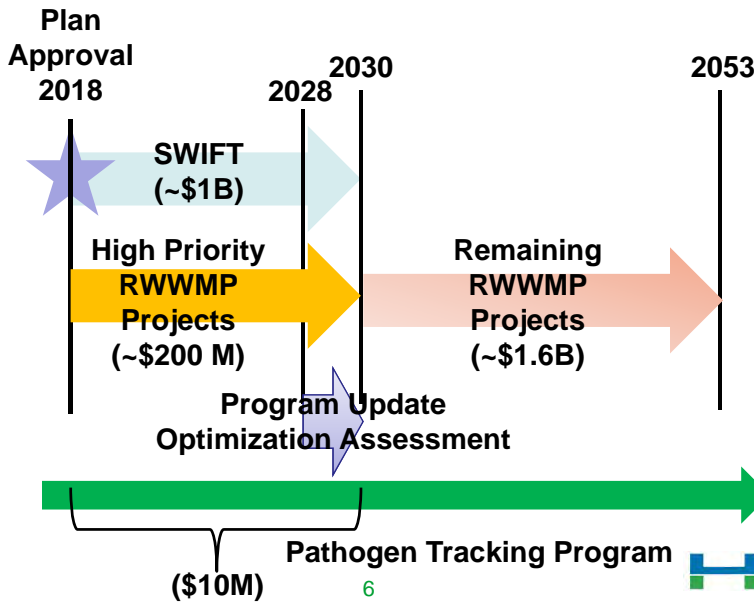 Plan
Approval
2018
2028
2030
2053
SWIFT
(~$1B)
High Priority
RWWMP
Projects
(~$200 M)
Remaining
RWWMP
Projects
(~$1.6B)
Program Update
Optimization Assessment
Pathogen Tracking Program
($10M)
6